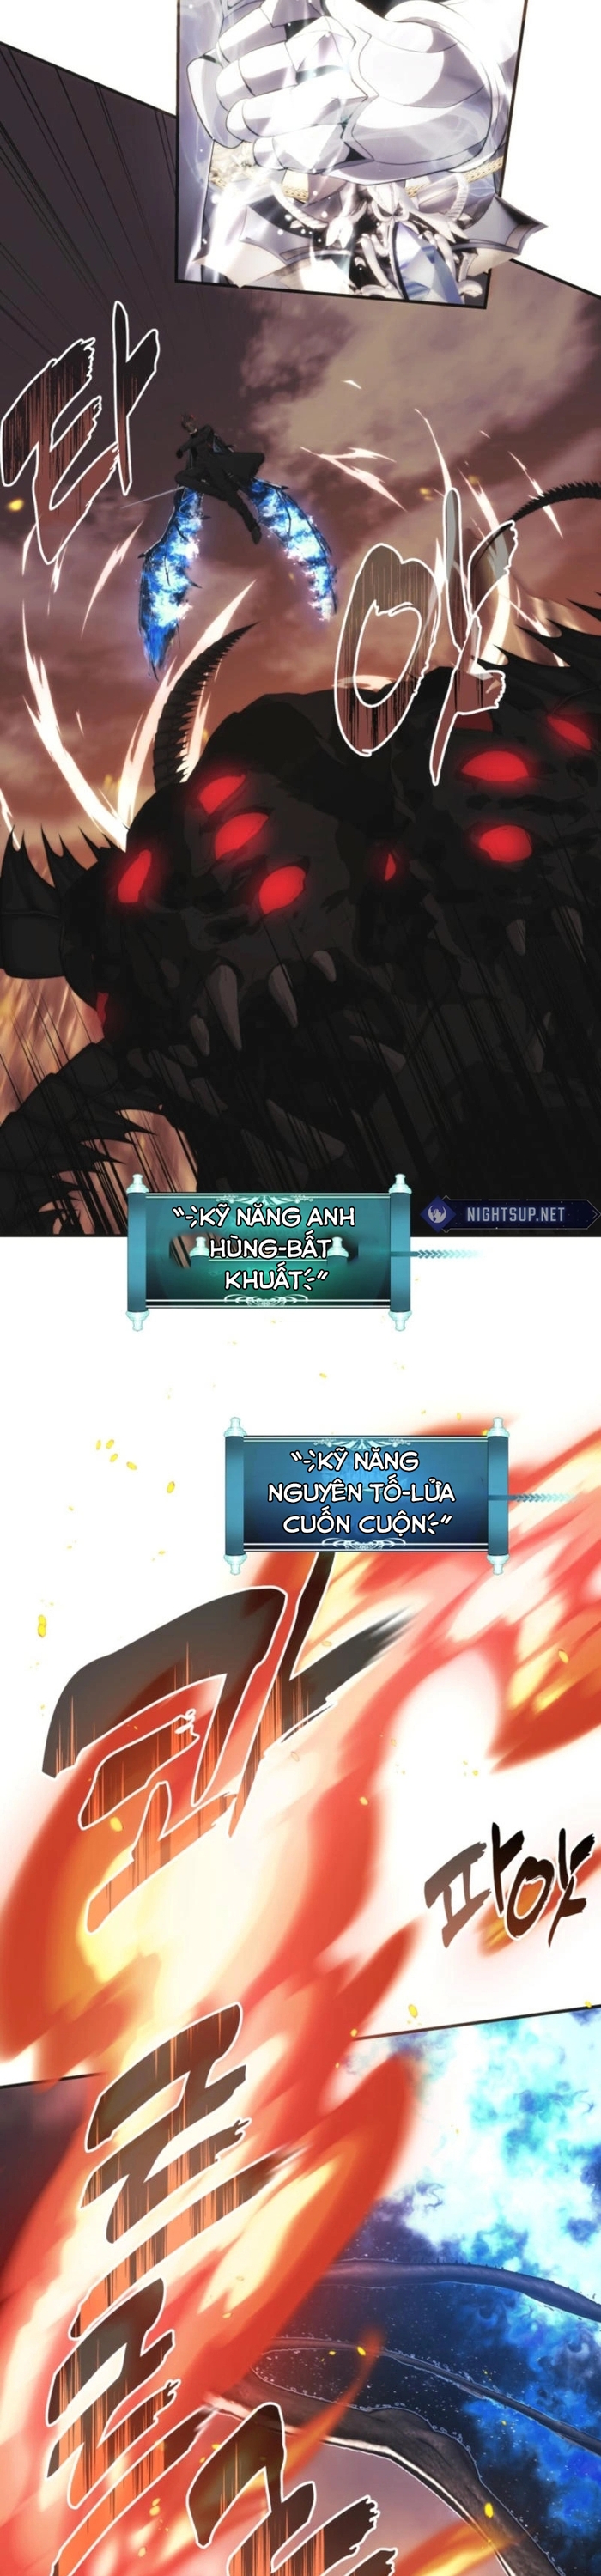 타
앗
NIGHTSUP.NET
"KỸ NĂNG ANH
HÙNG-BẤT
KHUẤT"
"KỸ NĂNG
NGUYÊN TỐ-LỬA
CUỐN CUỘN"
콰
파앗